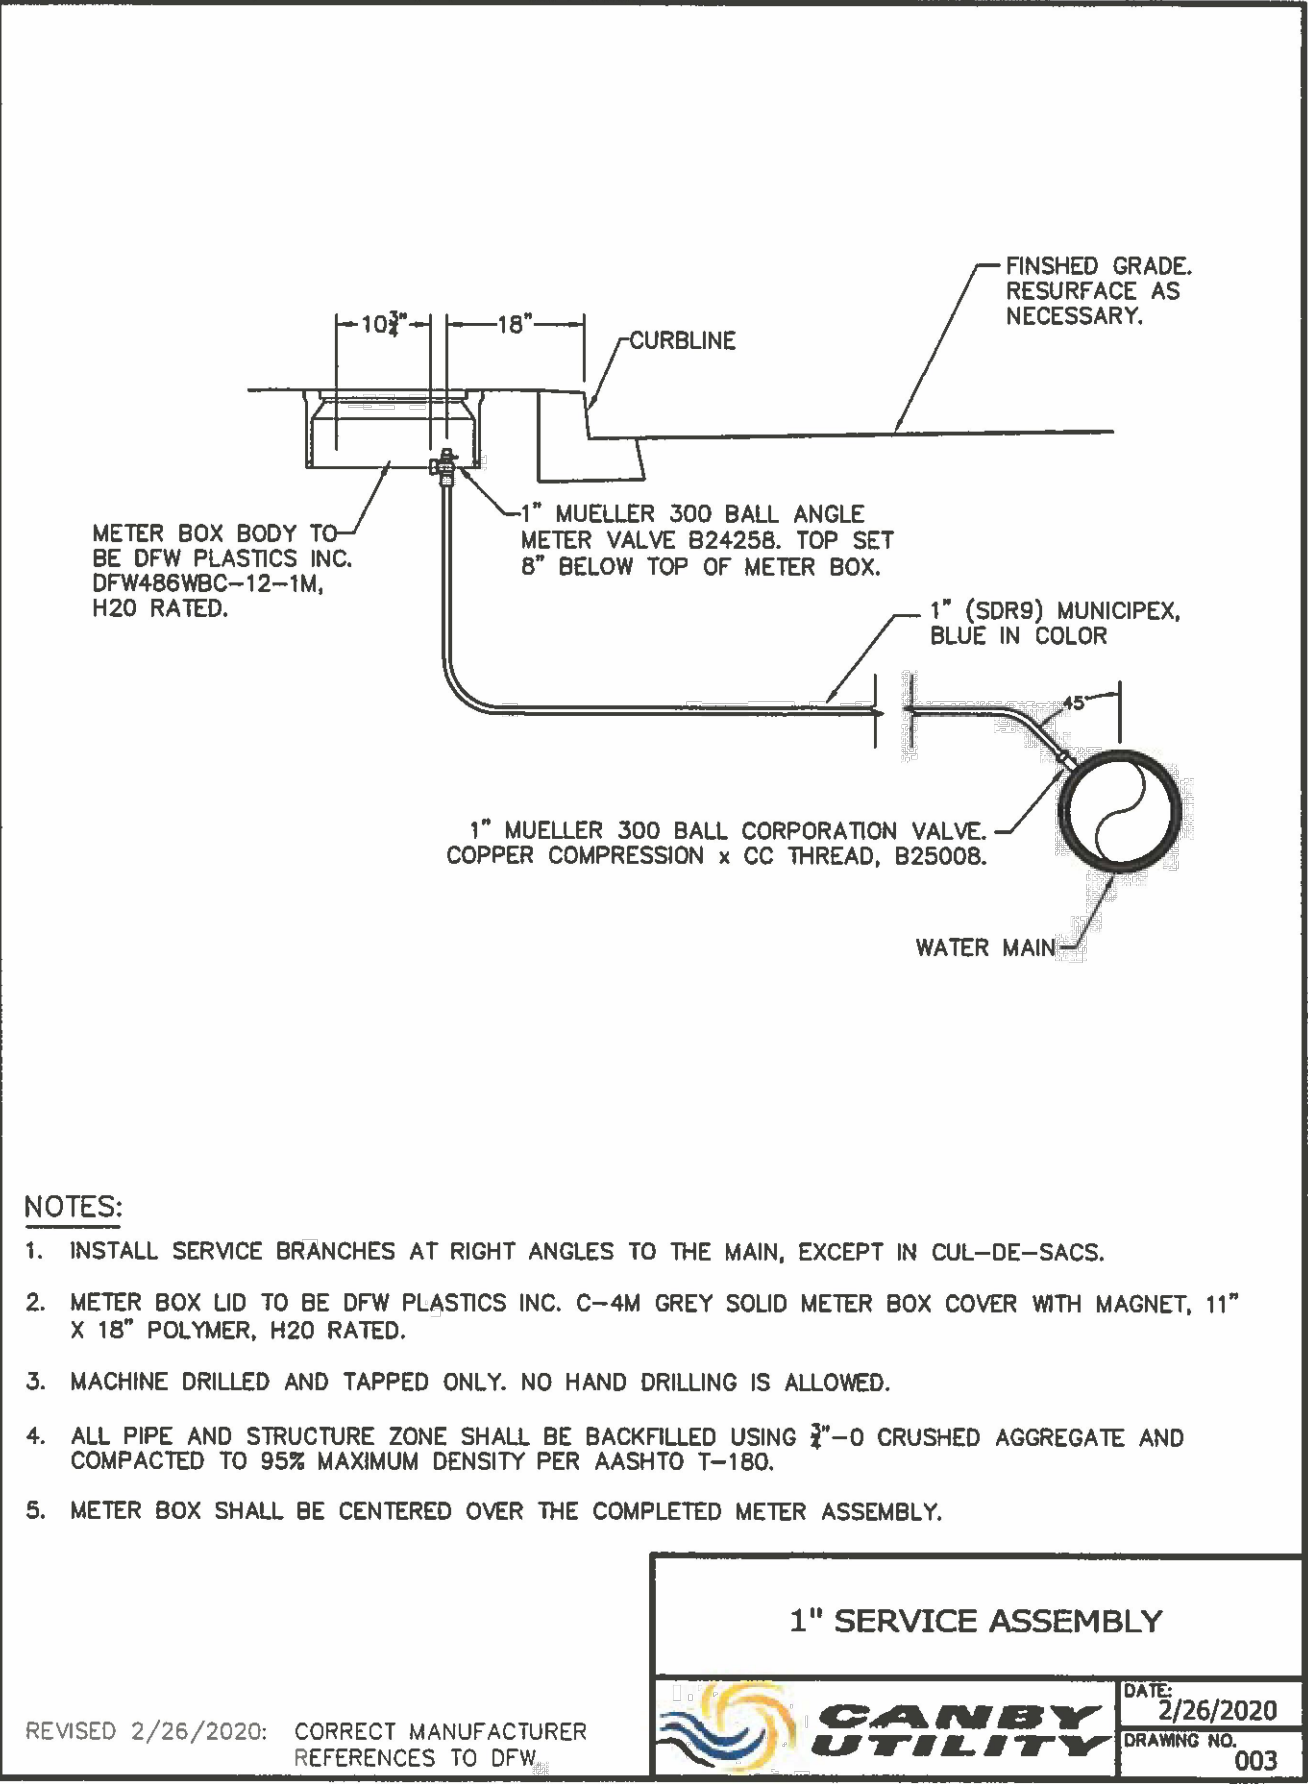 FINSHED GRADE.
RESURFACE AS
NECESSARY.
10¾"
18"
CURBLINE
METER BOX BODY TO
BE DFW PLASTICS INC.
DFW486WBC-12-1M,
H20 RATED.
1" MUELLER 300 BALL ANGLE
METER VALVE B24258. TOP SET
8" BELOW TOP OF METER BOX.
1" (SDR9) MUNICIPEX,
BLUE IN COLOR
45°
1" MUELLER 300 BALL CORPORATION VALVE.
COPPER COMPRESSION x CC THREAD, B25008.
WATER MAIN
NOTES:
1. INSTALL SERVICE BRANCHES AT RIGHT ANGLES TO THE MAIN, EXCEPT IN CUL-DE-SACS.
2. METER BOX LID TO BE DFW PLASTICS INC. C-4M GREY SOLID METER BOX COVER WITH MAGNET, 11"
X 18" POLYMER, H20 RATED.
3. MACHINE DRILLED AND TAPPED ONLY. NO HAND DRILLING IS ALLOWED.
4. ALL PIPE AND STRUCTURE ZONE SHALL BE BACKFILLED USING ¾"-0 CRUSHED AGGREGATE AND
COMPACTED TO 95% MAXIMUM DENSITY PER AASHTO T-180.
5. METER BOX SHALL BE CENTERED OVER THE COMPLETED METER ASSEMBLY.
1" SERVICE ASSEMBLY
CANBY
UTILITY
DATE:
2/26/2020
DRAWING NO.
003
REVISED 2/26/2020: CORRECT MANUFACTURER
REFERENCES TO DFW